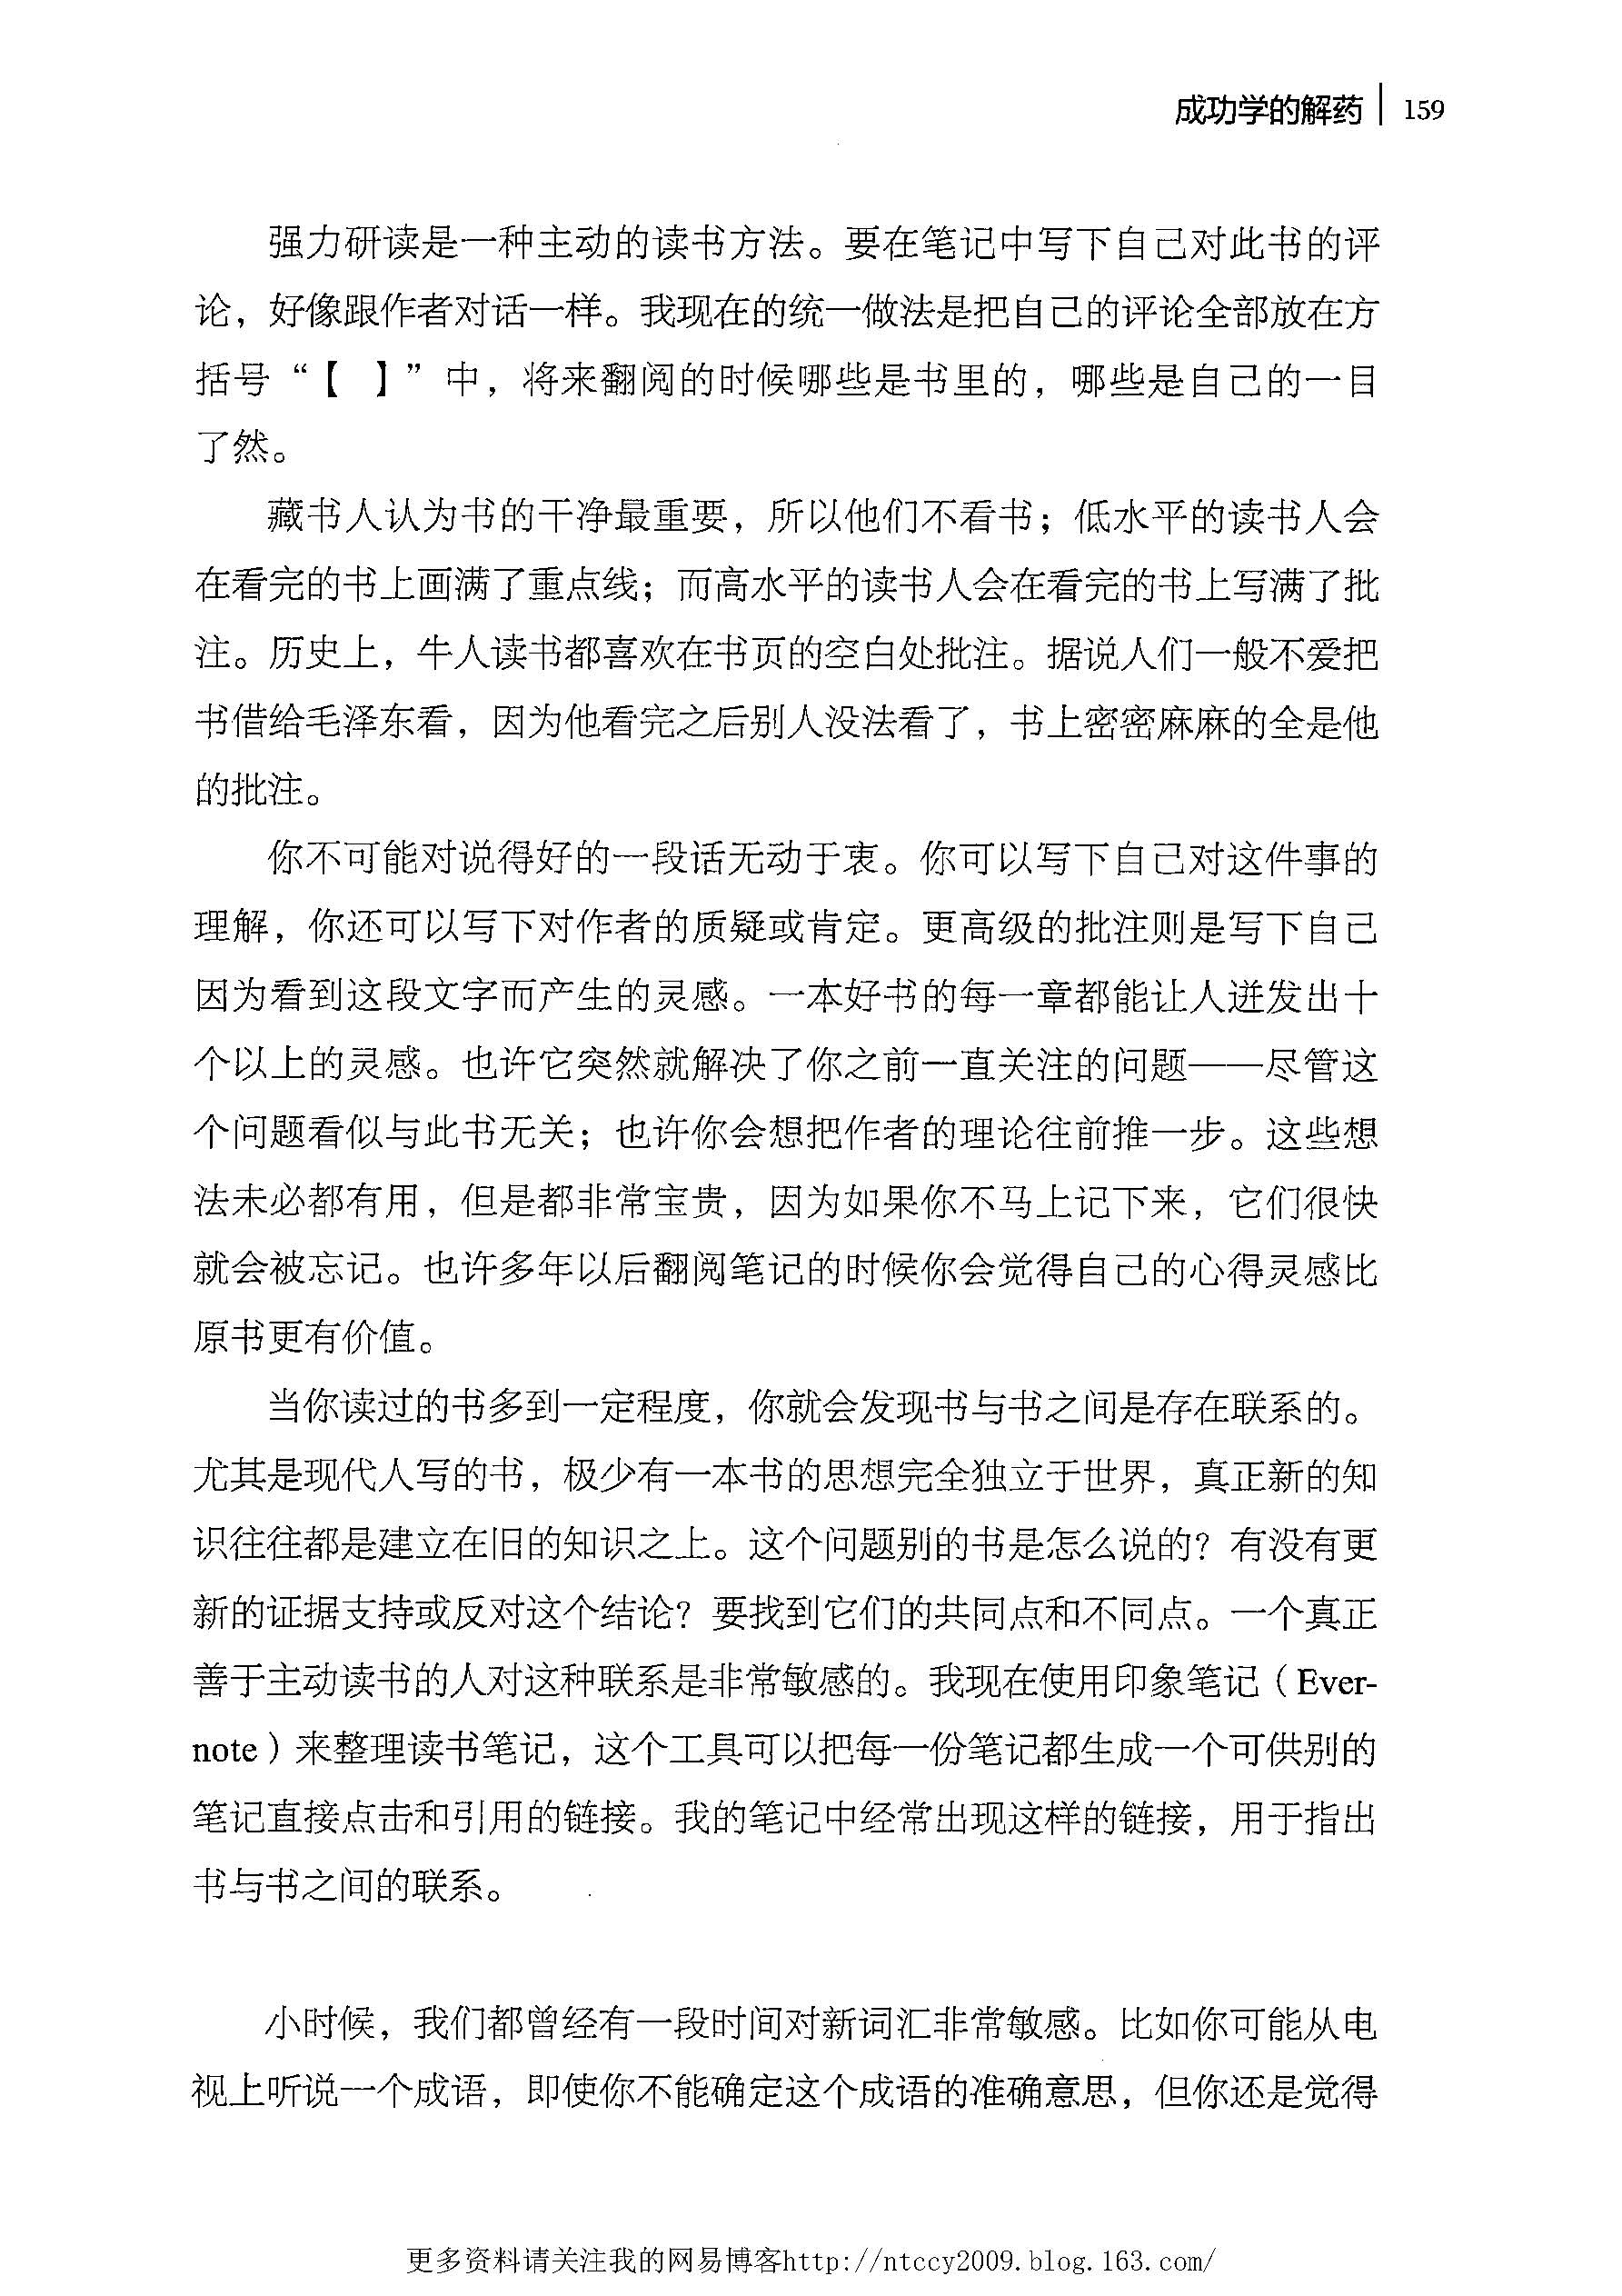 成功学的解药 159
强力研读是一种主动的读书方法。要在笔记中写下自己对此书的评
论，好像跟作者对话一样。我现在的统一做法是把自己的评论全部放在方
括号“【 】”中，将来翻阅的时候哪些是书里的，哪些是自己的一目
了然。
藏书人认为书的干净最重要，所以他们不看书；低水平的读书人会
在看完的书上画满了重点线；而高水平的读书人会在看完的书上写满了批
注。历史上，牛人读书都喜欢在书页的空白处批注。据说人们一般不爱把
书借给毛泽东看，因为他看完之后别人没法看了，书上密密麻麻的全是他
的批注。
你不可能对说得好的一段话无动于衷。你可以写下自己对这件事的
理解，你还可以写下对作者的质疑或肯定。更高级的批注则是写下自己
因为看到这段文字而产生的灵感。一本好书的每一章都能让人迸发出十
个以上的灵感。也许它突然就解决了你之前一直关注的问题——尽管这
个问题看似与此书无关；也许你会想把作者的理论往前推一步。这些想
法未必都有用，但是都非常宝贵，因为如果你不马上记下来，它们很快
就会被忘记。也许多年以后翻阅笔记的时候你会觉得自己的心得灵感比
原书更有价值。
当你读过的书多到一定程度，你就会发现书与书之间是存在联系的。
尤其是现代人写的书，极少有一本书的思想完全独立于世界，真正新的知
识往往都是建立在旧的知识之上。这个问题别的书是怎么说的？有没有更
新的证据支持或反对这个结论？要找到它们的共同点和不同点。一个真正
善于主动读书的人对这种联系是非常敏感的。我现在使用印象笔记（Ever-
note）来整理读书笔记，这个工具可以把每一份笔记都生成一个可供别的
笔记直接点击和引用的链接。我的笔记中经常出现这样的链接，用于指出
书与书之间的联系。
小时候，我们都曾经有一段时间对新词汇非常敏感。比如你可能从电
视上听说一个成语，即使你不能确定这个成语的准确意思，但你还是觉得
更多资料请关注我的网易博客http://ntccy2009.blog.163.com/